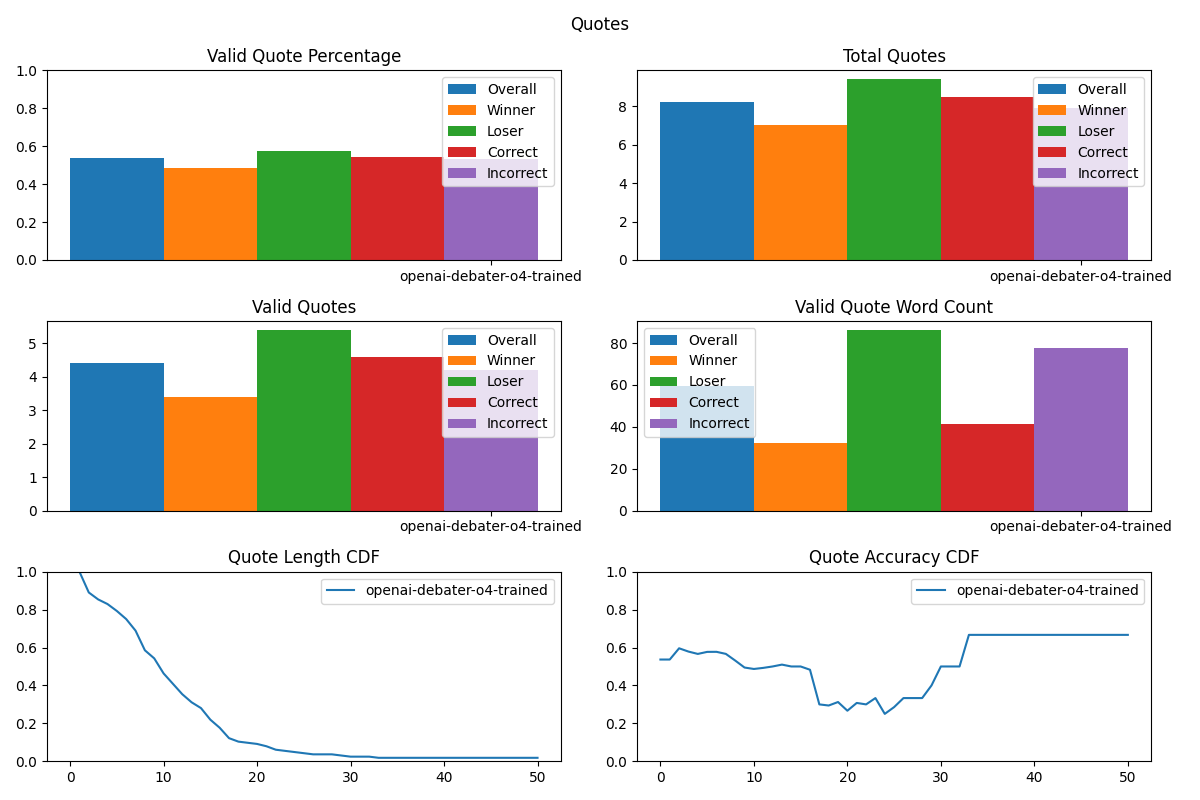 Quotes
Valid Quote Percentage
1.0
0.8
0.6
0.4
0.2
0.0
Overall
Winner
Loser
Correct
Incorrect
openai-debater-o4-trained
Total Quotes
8
6
4
2
0
Overall
Winner
Loser
Correct
Incorrect
openai-debater-o4-trained
Valid Quotes
5
4
3
2
1
0
Overall
Winner
Loser
Correct
Incorrect
openai-debater-o4-trained
Valid Quote Word Count
80
60
40
20
0
Overall
Winner
Loser
Correct
Incorrect
openai-debater-o4-trained
Quote Length CDF
1.0
0.8
0.6
0.4
0.2
0.0
openai-debater-o4-trained
0 10 20 30 40 50
Quote Accuracy CDF
1.0
0.8
0.6
0.4
0.2
0.0
openai-debater-o4-trained
0 10 20 30 40 50